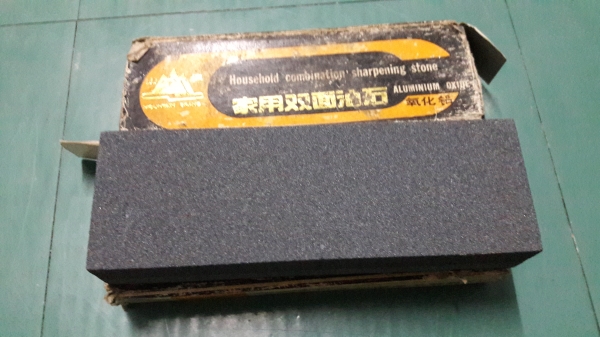 Household combination sharpening stone
家用双面油石
ALUMINIUM OXIDE
氧化铝